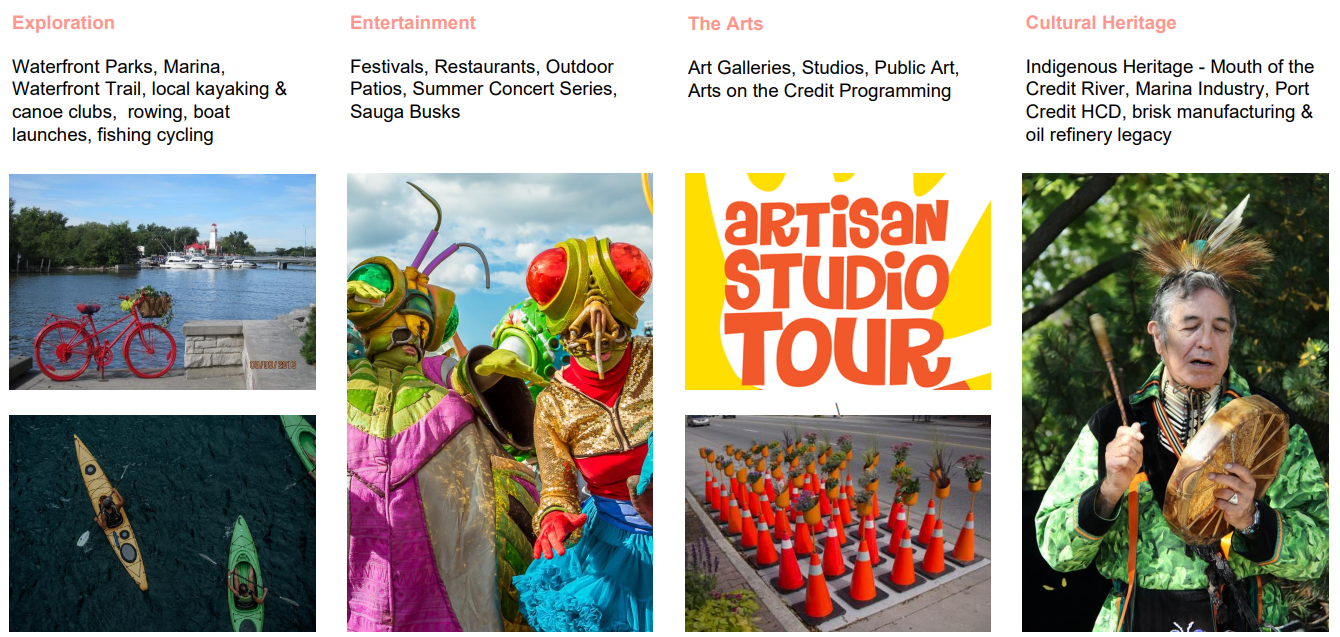 Exploration
Waterfront Parks, Marina,
Waterfront Trail, local kayaking &
canoe clubs,  rowing, boat
launches, fishing cycling
Entertainment
Festivals, Restaurants, Outdoor
Patios, Summer Concert Series,
Sauga Busks
The Arts
Art Galleries, Studios, Public Art,
Arts on the Credit Programming
Cultural Heritage
Indigenous Heritage - Mouth of the
Credit River, Marina Industry, Port
Credit HCD, brisk manufacturing &
oil refinery legacy
ARTiSAN
STUDiO
TOUR